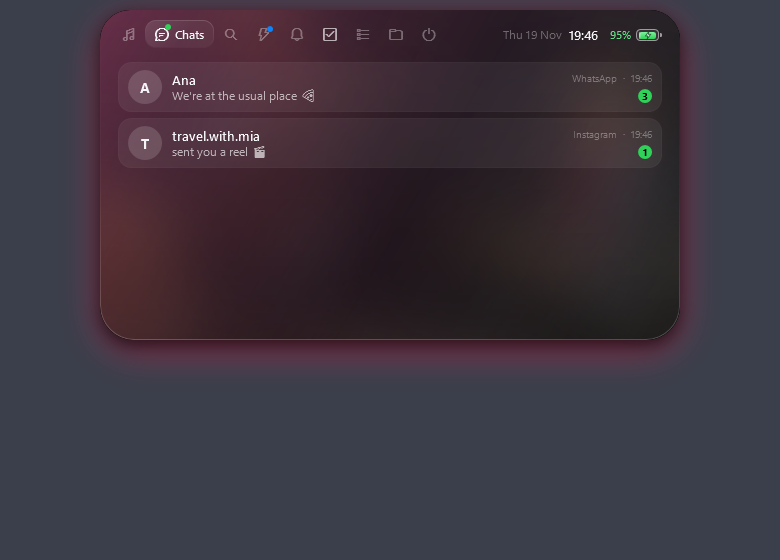 Chats
Thu 19 Nov 19:46 95%
A
Ana
WhatsApp · 19:46
We're at the usual place 🍕
3
T
travel.with.mia
Instagram · 19:46
sent you a reel 🎬
1